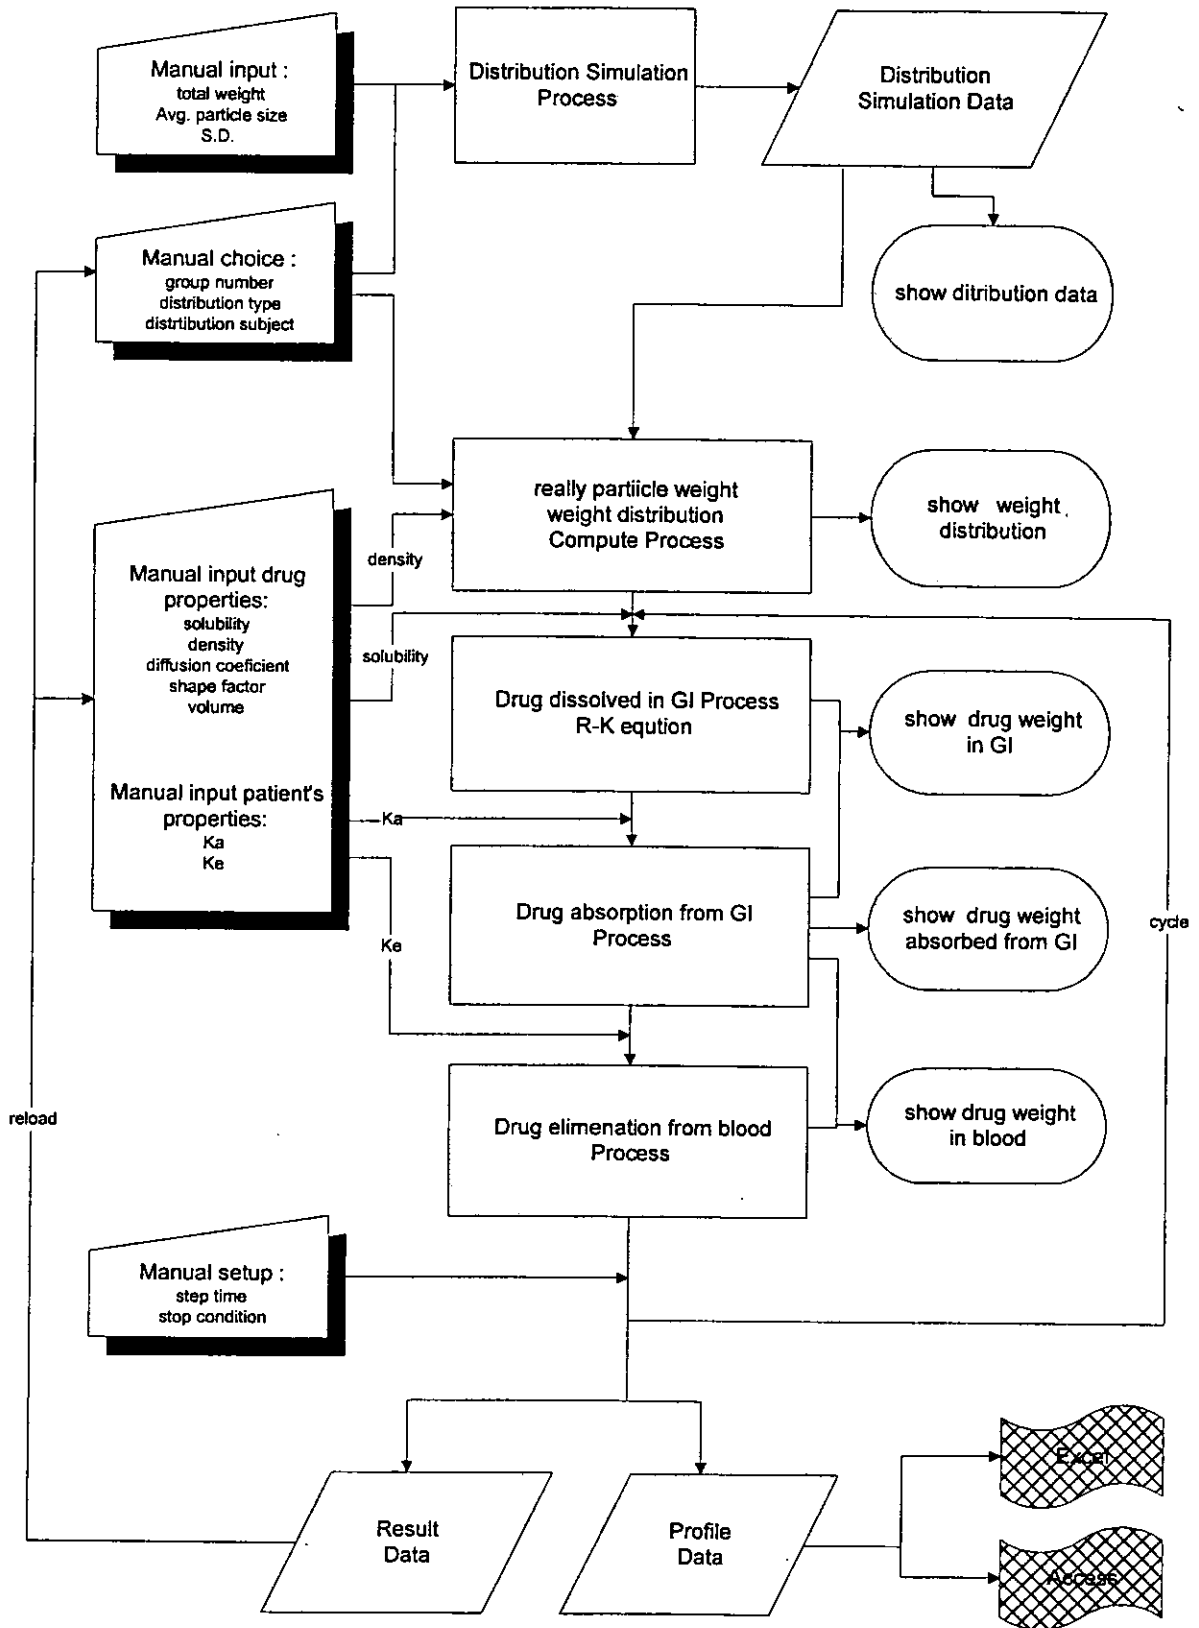 Manual input :
total weight
Avg. particle size
S.D.
Distribution Simulation
Process
Distribution
Simulation Data
Manual choice :
group number
distribution type
distrtibution subject
show ditribution data
really partiicle weight
weight distribution
Compute Process
show weight
distribution
density
Manual input drug
properties:
solubility
density
diffusion coeficient
shape factor
volume
solubility
Drug dissolved in GI Process
R-K eqution
show drug weight
in GI
Manual input patient's
properties:
Ka
Ke
Ka
Drug absorption from GI
Process
show drug weight
absorbed from GI
cycle
Ke
Drug elimenation from blood
Process
show drug weight
in blood
reload
Manual setup :
step time
stop condition
Result
Data
Profile
Data
Excel
Access